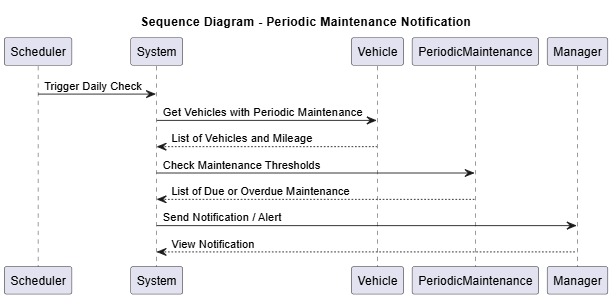 Sequence Diagram - Periodic Maintenance Notification
Scheduler System Vehicle PeriodicMaintenance Manager
Trigger Daily Check
Get Vehicles with Periodic Maintenance
List of Vehicles and Mileage
Check Maintenance Thresholds
List of Due or Overdue Maintenance
Send Notification / Alert
View Notification
Scheduler System Vehicle PeriodicMaintenance Manager